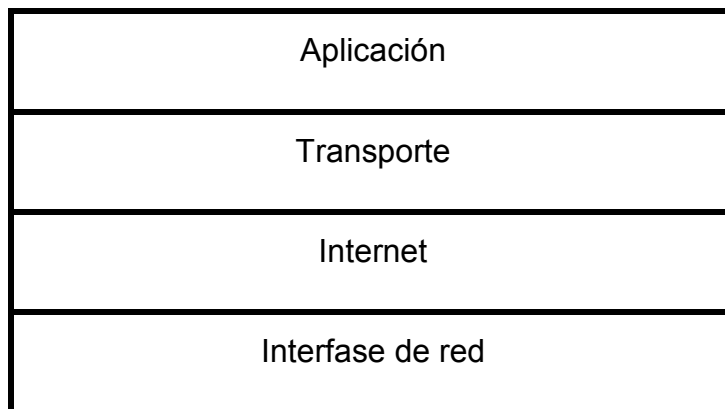 Aplicación
Transporte
Internet
Interfase de red